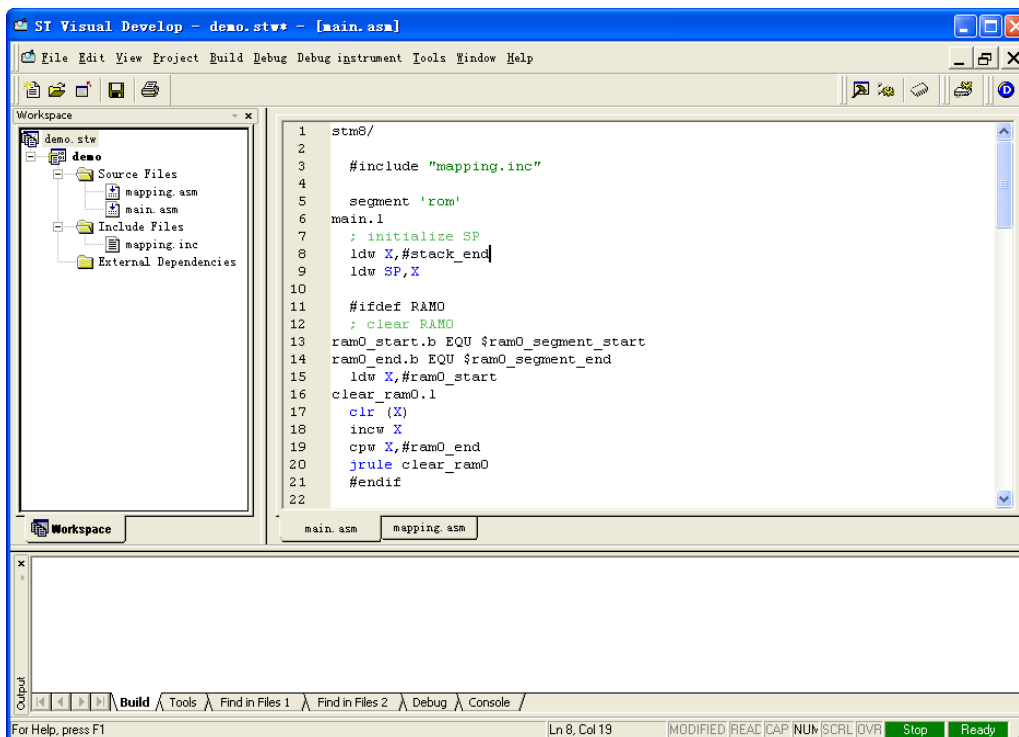 ST Visual Develop - demo.stw* - [main.asm]
File Edit View Project Build Debug Debug instrument Tools Window Help
D
Workspace
demo.stw
demo
Source Files
mapping.asm
main.asm
Include Files
mapping.inc
External Dependencies
Workspace
1 stm8/
2
3 #include "mapping.inc"
4
5 segment 'rom'
6 main.l
7 ; initialize SP
8 ldw X,#stack_end
9 ldw SP,X
10
11 #ifdef RAM0
12 ; clear RAM0
13 ram0_start.b EQU $ram0_segment_start
14 ram0_end.b EQU $ram0_segment_end
15 ldw X,#ram0_start
16 clear_ram0.l
17 clr (X)
18 incw X
19 cpw X,#ram0_end
20 jrule clear_ram0
21 #endif
22
main.asm mapping.asm
Output
Build Tools Find in Files 1 Find in Files 2 Debug Console
For Help, press F1 Ln 8, Col 19 MODIFIED READ CAP NUM SCRL OVR Stop Ready